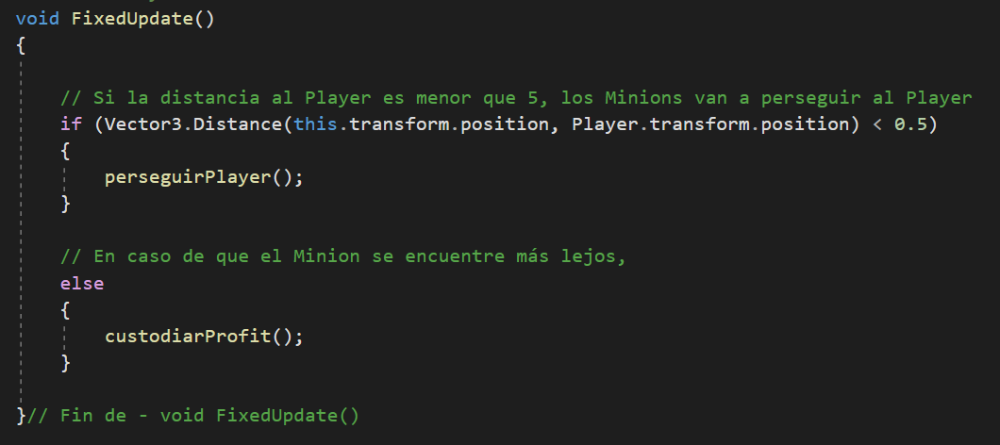 void FixedUpdate()
{
// Si la distancia al Player es menor que 5, los Minions van a perseguir al Player
if (Vector3.Distance(this.transform.position, Player.transform.position) < 0.5)
{
perseguirPlayer();
}
// En caso de que el Minion se encuentre más lejos,
else
{
custodiarProfit();
}
}// Fin de - void FixedUpdate()